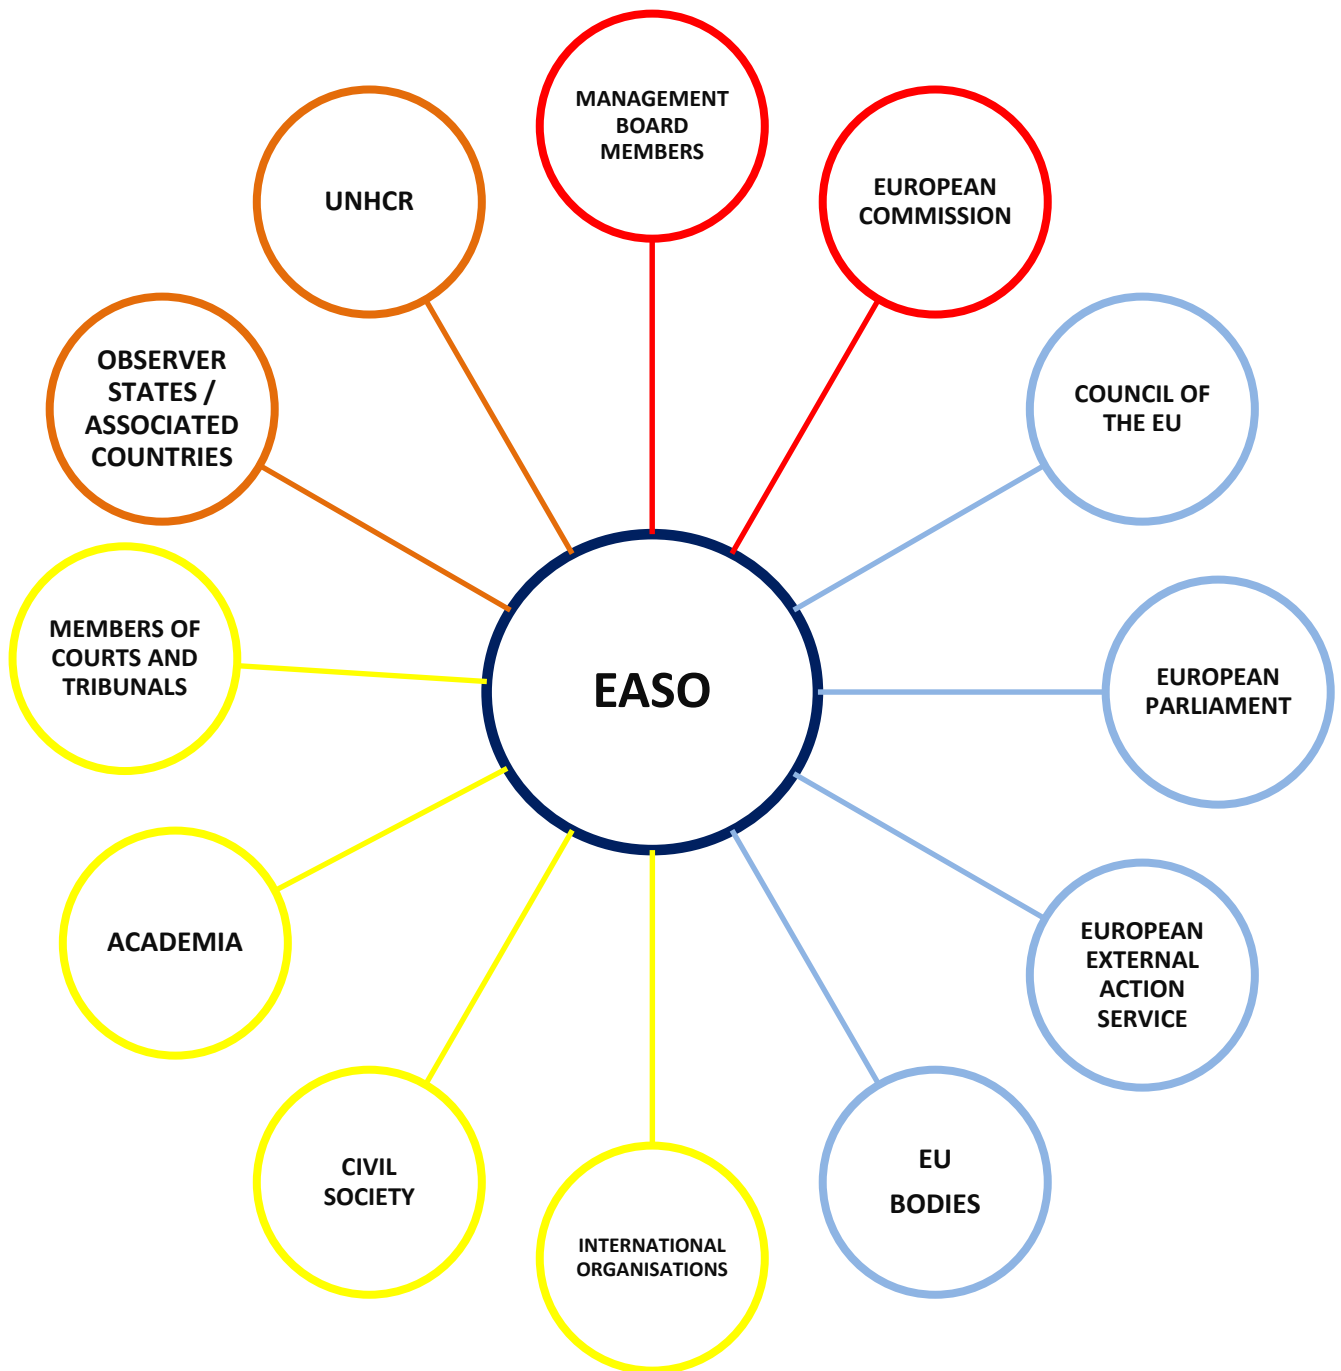 MANAGEMENT
BOARD
MEMBERS
EUROPEAN
COMMISSION
COUNCIL OF
THE EU
EUROPEAN
PARLIAMENT
EUROPEAN
EXTERNAL
ACTION
SERVICE
EU
BODIES
INTERNATIONAL
ORGANISATIONS
CIVIL
SOCIETY
ACADEMIA
MEMBERS OF
COURTS AND
TRIBUNALS
OBSERVER
STATES /
ASSOCIATED
COUNTRIES
UNHCR
EASO